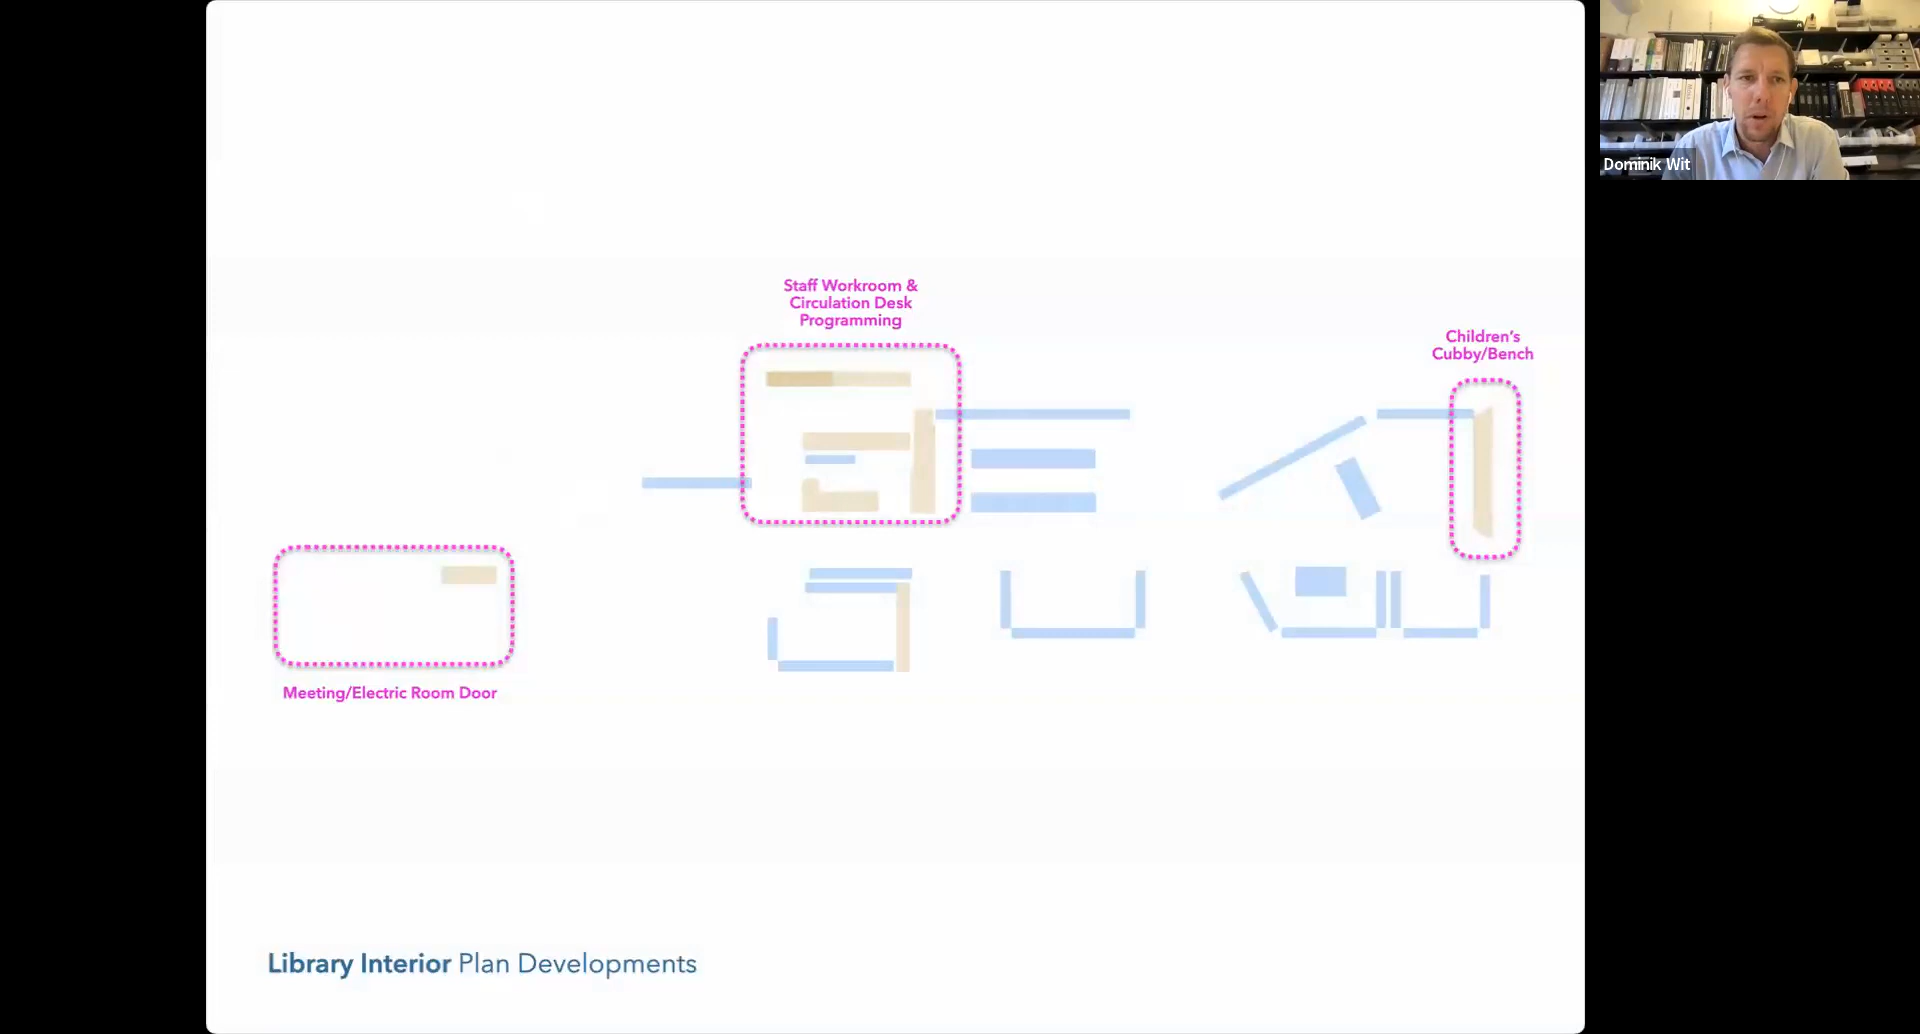 Dominik Wit
Staff Workroom &
Circulation Desk
Programming
Children's
Cubby/Bench
Meeting/Electric Room Door
Library Interior Plan Developments